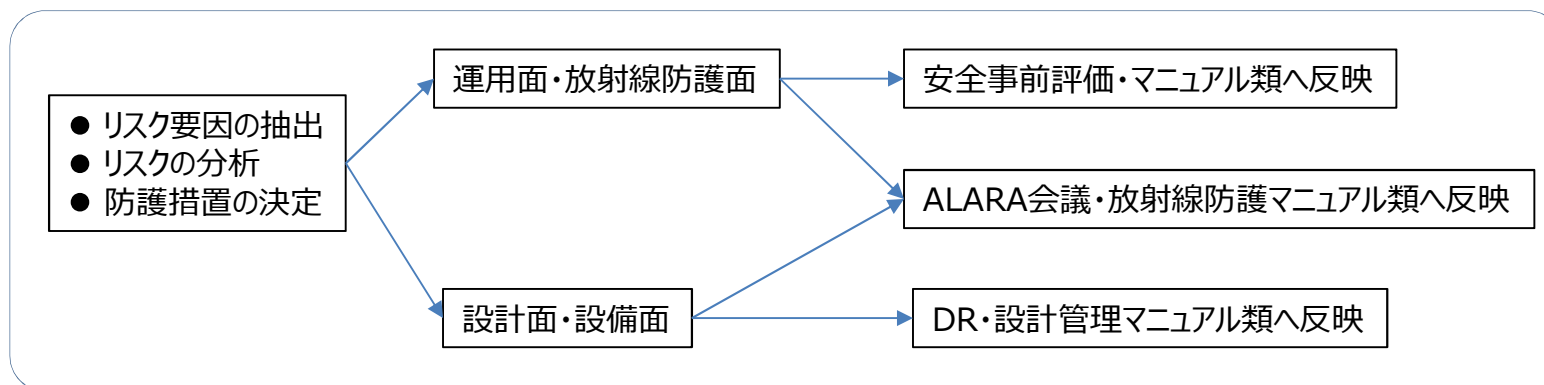 ● リスク要因の抽出
● リスクの分析
● 防護措置の決定
運用面・放射線防護面
設計面・設備面
安全事前評価・マニュアル類へ反映
ALARA会議・放射線防護マニュアル類へ反映
DR・設計管理マニュアル類へ反映